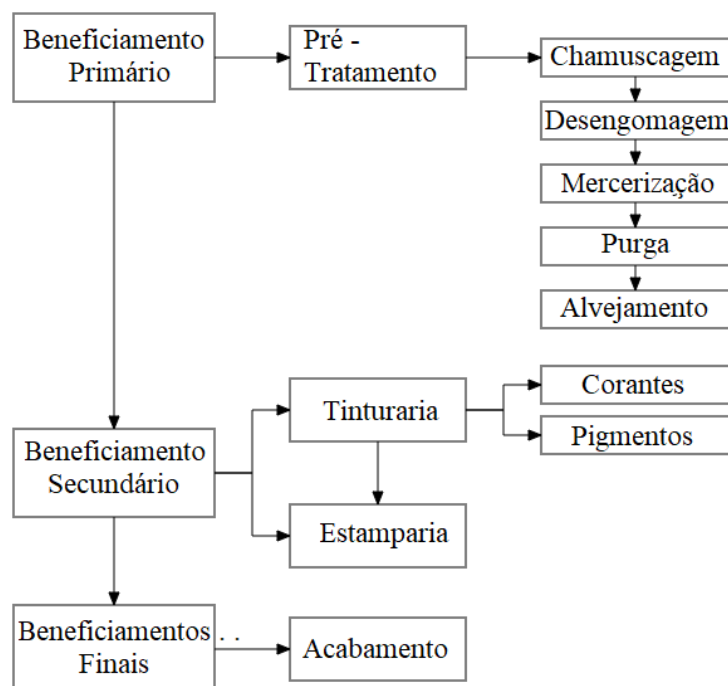 Beneficiamento
Primário
Pré -
Tratamento
Chamuscagem
Desengomagem
Mercerização
Purga
Alvejamento
Beneficiamento
Secundário
Tinturaria
Corantes
Pigmentos
Estamparia
Beneficiamentos . .
Finais
Acabamento